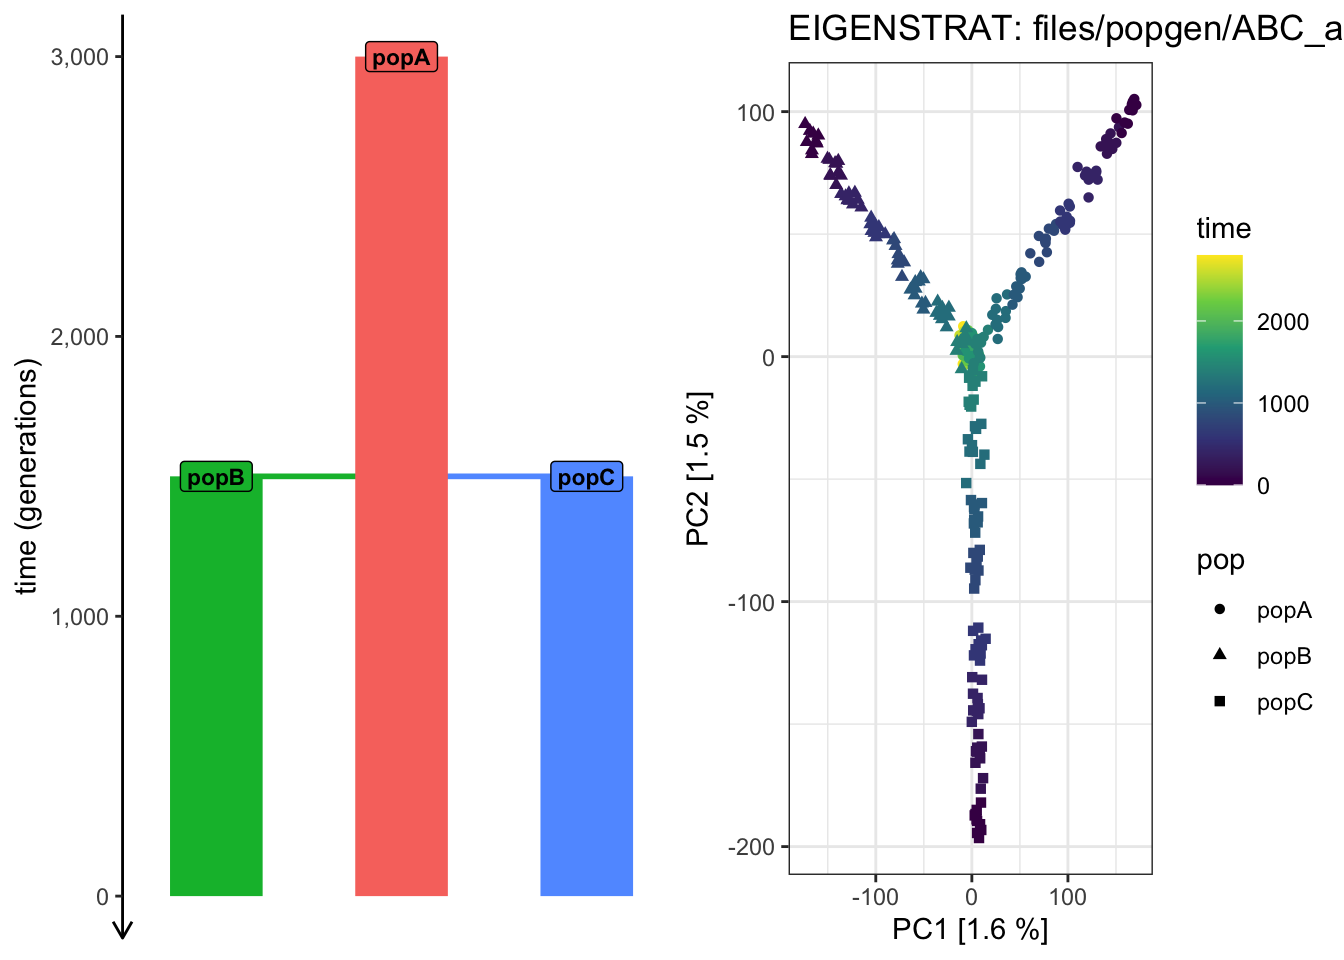 time (generations)
3,000
2,000
1,000
0
popA
popB
popC
EIGENSTRAT: files/popgen/ABC_a
PC2 [1.5 %]
100
0
-100
-200
-100
0
100
PC1 [1.6 %]
time
2000
1000
0
pop
popA
popB
popC